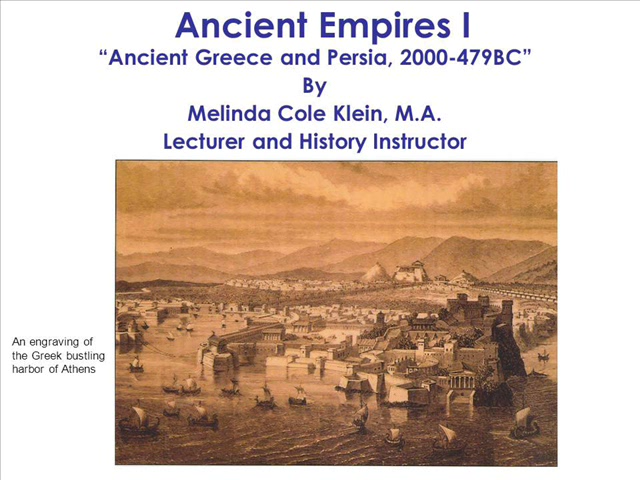 Ancient Empires I
“Ancient Greece and Persia, 2000-479BC”
By
Melinda Cole Klein, M.A.
Lecturer and History Instructor
An engraving of
the Greek bustling
harbor of Athens